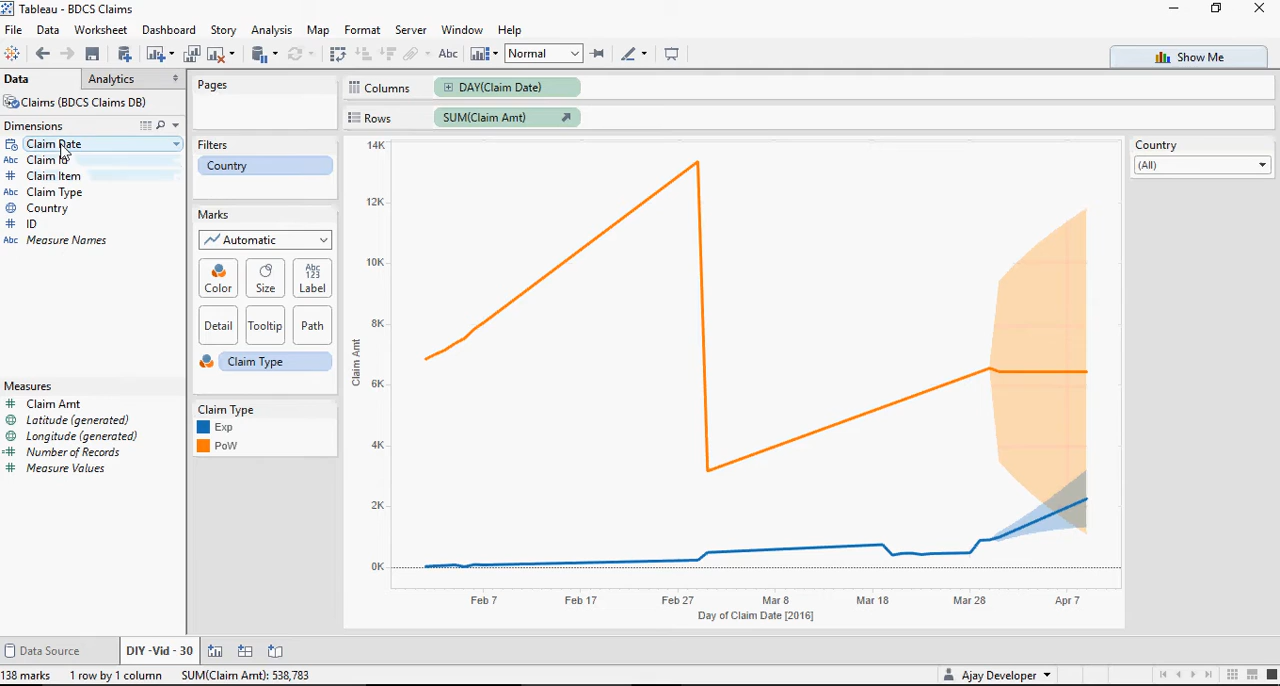 Tableau - BDCS Claims
File Data Worksheet Dashboard Story Analysis Map Format Server Window Help
Abc Normal Show Me
Data Analytics
Claims (BDCS Claims DB)
Dimensions
Claim Date
Abc Claim Id
# Claim Item
Abc Claim Type
Country
# ID
Abc Measure Names
Measures
# Claim Amt
Latitude (generated)
Longitude (generated)
Number of Records
# Measure Values
Pages
Filters
Country
Marks
Automatic
Color Size Abc 123 Label
Detail Tooltip Path
Claim Type
Claim Type
Exp
PoW
Columns DAY(Claim Date)
Rows SUM(Claim Amt)
14K
12K
10K
8K
6K
4K
2K
0K
Claim Amt
Feb 7 Feb 17 Feb 27 Mar 8 Mar 18 Mar 28 Apr 7
Day of Claim Date [2016]
Country
(All)
Data Source DIY -Vid - 30
138 marks 1 row by 1 column SUM(Claim Amt): 538,783 Ajay Developer